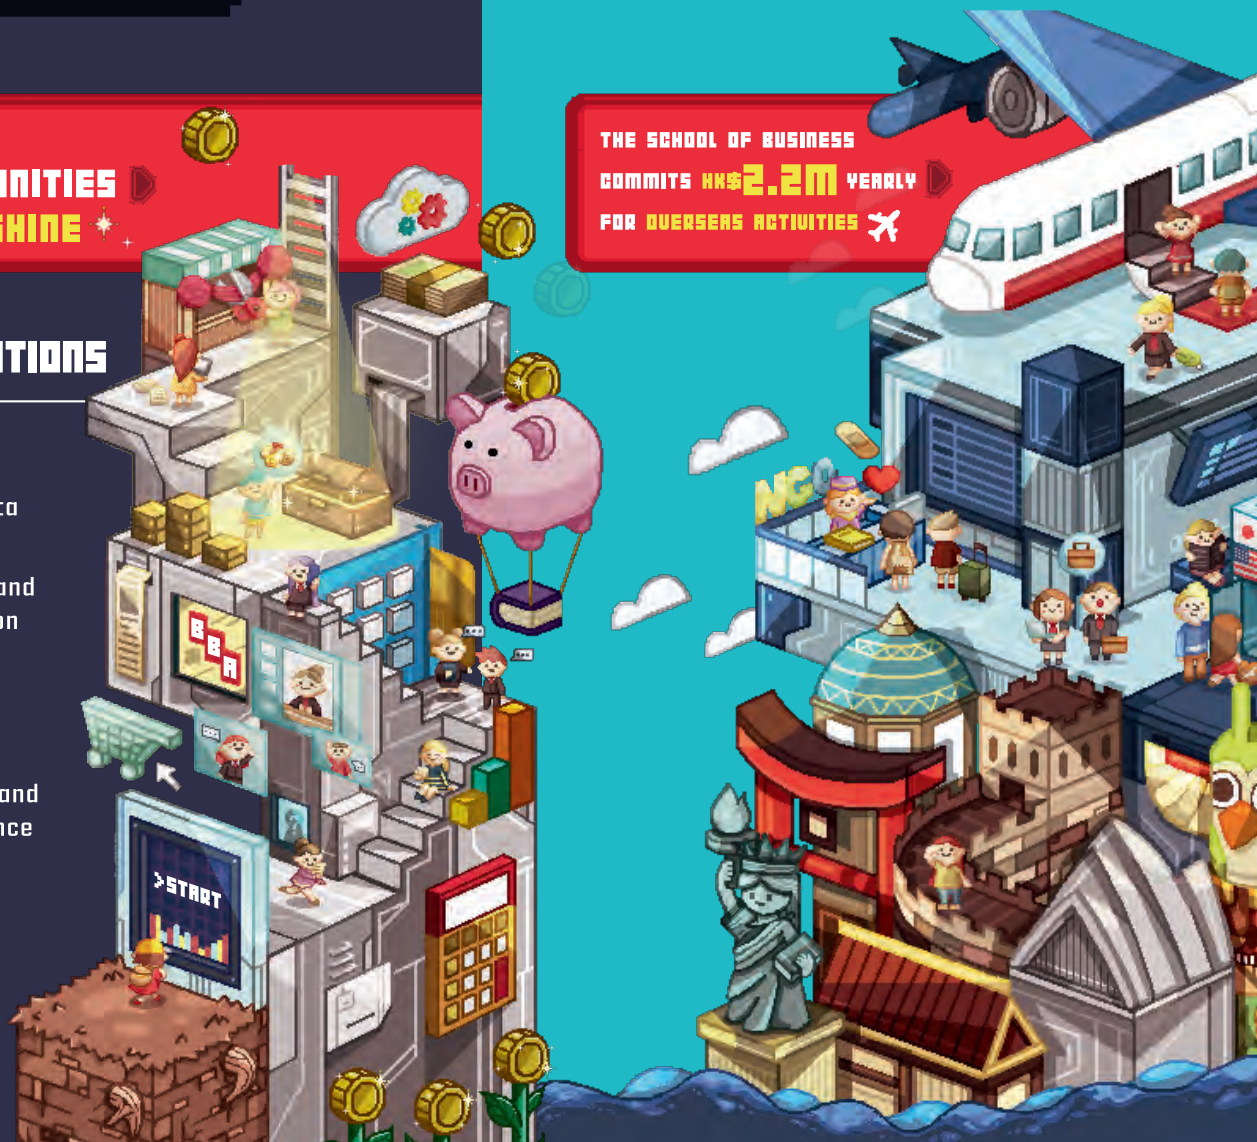 NITIES
SHINE
TIONS
ta
and
on
and
nce
THE SCHOOL OF BUSINESS
COMMITS HK$2.2M YEARLY
FOR OVERSEAS ACTIVITIES
NGO
BBA
>START